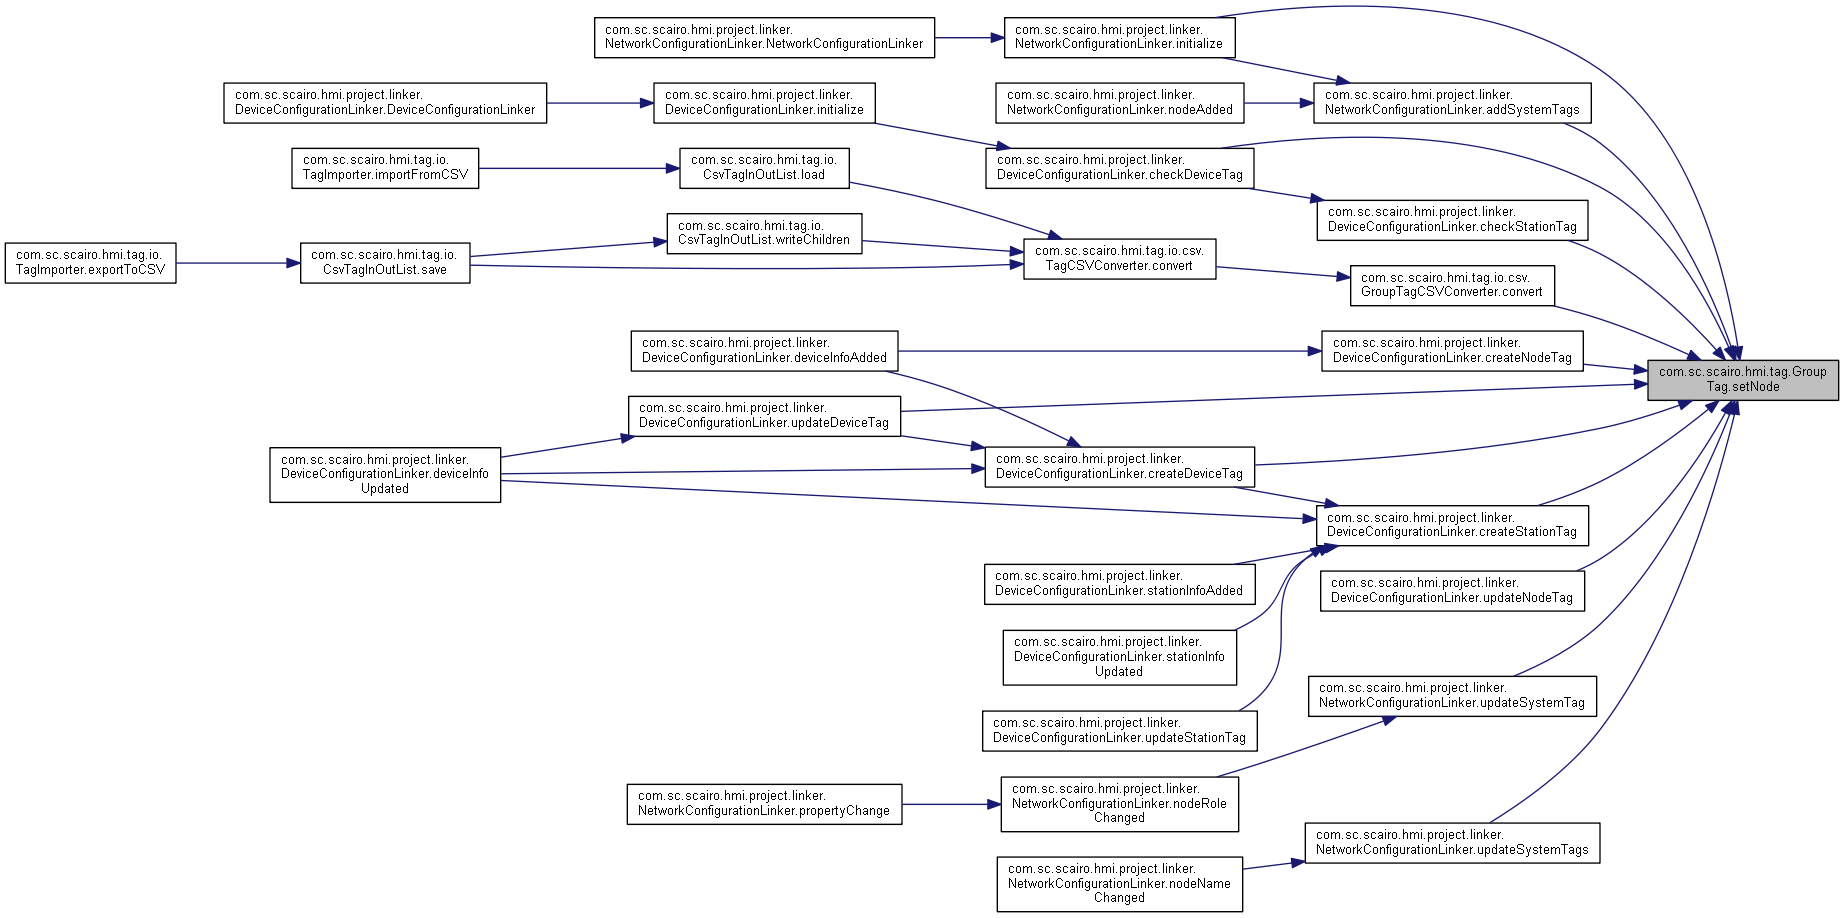 com.sc.scairo.hmi.project.linker.
NetworkConfigurationLinker.NetworkConfigurationLinker
com.sc.scairo.hmi.project.linker.
NetworkConfigurationLinker.initialize
com.sc.scairo.hmi.project.linker.
DeviceConfigurationLinker.DeviceConfigurationLinker
com.sc.scairo.hmi.project.linker.
DeviceConfigurationLinker.initialize
com.sc.scairo.hmi.project.linker.
NetworkConfigurationLinker.nodeAdded
com.sc.scairo.hmi.project.linker.
NetworkConfigurationLinker.addSystemTags
com.sc.scairo.hmi.tag.io.
TagImporter.importFromCSV
com.sc.scairo.hmi.tag.io.
CsvTagInOutList.load
com.sc.scairo.hmi.project.linker.
DeviceConfigurationLinker.checkDeviceTag
com.sc.scairo.hmi.project.linker.
DeviceConfigurationLinker.checkStationTag
com.sc.scairo.hmi.tag.io.
CsvTagInOutList.writeChildren
com.sc.scairo.hmi.tag.io.
TagImporter.exportToCSV
com.sc.scairo.hmi.tag.io.
CsvTagInOutList.save
com.sc.scairo.hmi.tag.io.csv.
TagCSVConverter.convert
com.sc.scairo.hmi.tag.io.csv.
GroupTagCSVConverter.convert
com.sc.scairo.hmi.project.linker.
DeviceConfigurationLinker.deviceInfoAdded
com.sc.scairo.hmi.project.linker.
DeviceConfigurationLinker.createNodeTag
com.sc.scairo.hmi.tag.Group
Tag.setNode
com.sc.scairo.hmi.project.linker.
DeviceConfigurationLinker.updateDeviceTag
com.sc.scairo.hmi.project.linker.
DeviceConfigurationLinker.deviceInfo
Updated
com.sc.scairo.hmi.project.linker.
DeviceConfigurationLinker.createDeviceTag
com.sc.scairo.hmi.project.linker.
DeviceConfigurationLinker.createStationTag
com.sc.scairo.hmi.project.linker.
DeviceConfigurationLinker.stationInfoAdded
com.sc.scairo.hmi.project.linker.
DeviceConfigurationLinker.updateNodeTag
com.sc.scairo.hmi.project.linker.
DeviceConfigurationLinker.stationInfo
Updated
com.sc.scairo.hmi.project.linker.
NetworkConfigurationLinker.updateSystemTag
com.sc.scairo.hmi.project.linker.
DeviceConfigurationLinker.updateStationTag
com.sc.scairo.hmi.project.linker.
NetworkConfigurationLinker.propertyChange
com.sc.scairo.hmi.project.linker.
NetworkConfigurationLinker.nodeRole
Changed
com.sc.scairo.hmi.project.linker.
NetworkConfigurationLinker.updateSystemTags
com.sc.scairo.hmi.project.linker.
NetworkConfigurationLinker.nodeName
Changed